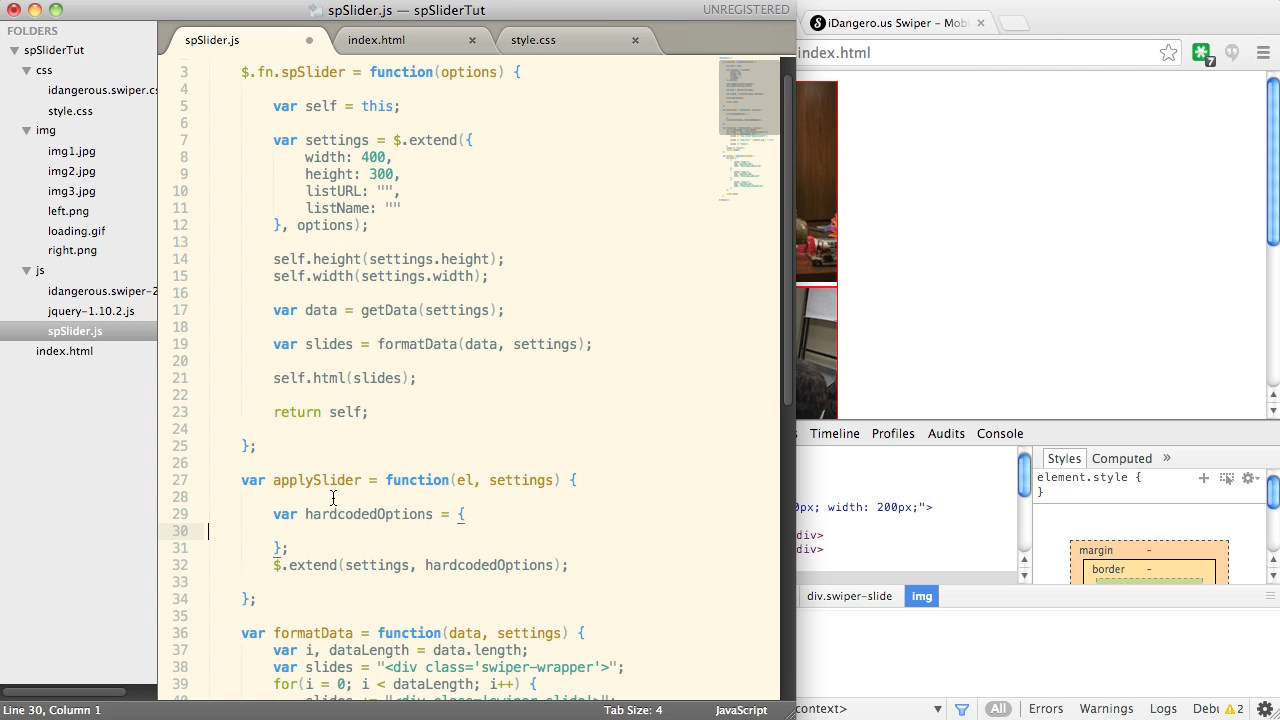 spSlider.js — spSliderTut
UNREGISTERED
FOLDERS
spSliderTut
css
idangerous-swiper.cs
style.css
img
img1.jpg
img2.jpg
img3.jpg
left.png
loading.gif
right.png
js
idangerous-swiper-2
jquery-1.10.2.js
spSlider.js
index.html
spSlider.js
index.html
style.css
3 $.fn.spSlider = function(options) {
4
5 var self = this;
6
7 var settings = $.extend({
8 width: 400,
9 height: 300,
10 listURL: "",
11 listName: ""
12 }, options);
13
14 self.height(settings.height);
15 self.width(settings.width);
16
17 var data = getData(settings);
18
19 var slides = formatData(data, settings);
20
21 self.html(slides);
22
23 return self;
24
25 };
26
27 var applySlider = function(el, settings) {
28
29 var hardcodedOptions = {
30
31 };
32 $.extend(settings, hardcodedOptions);
33
34 };
35
36 var formatData = function(data, settings) {
37 var i, dataLength = data.length;
38 var slides = "<div class='swiper-wrapper'>";
39 for(i = 0; i < dataLength; i++) {
Line 30, Column 1
Tab Size: 4
JavaScript
iDangero.us Swiper – Mobi
index.html
7
Timeline Profiles Audits Console
Styles Computed »
element.style {
}
0px; width: 200px;">
div>
div>
margin –
border –
div.swiper-slide img
context> All Errors Warnings Logs Debu 2